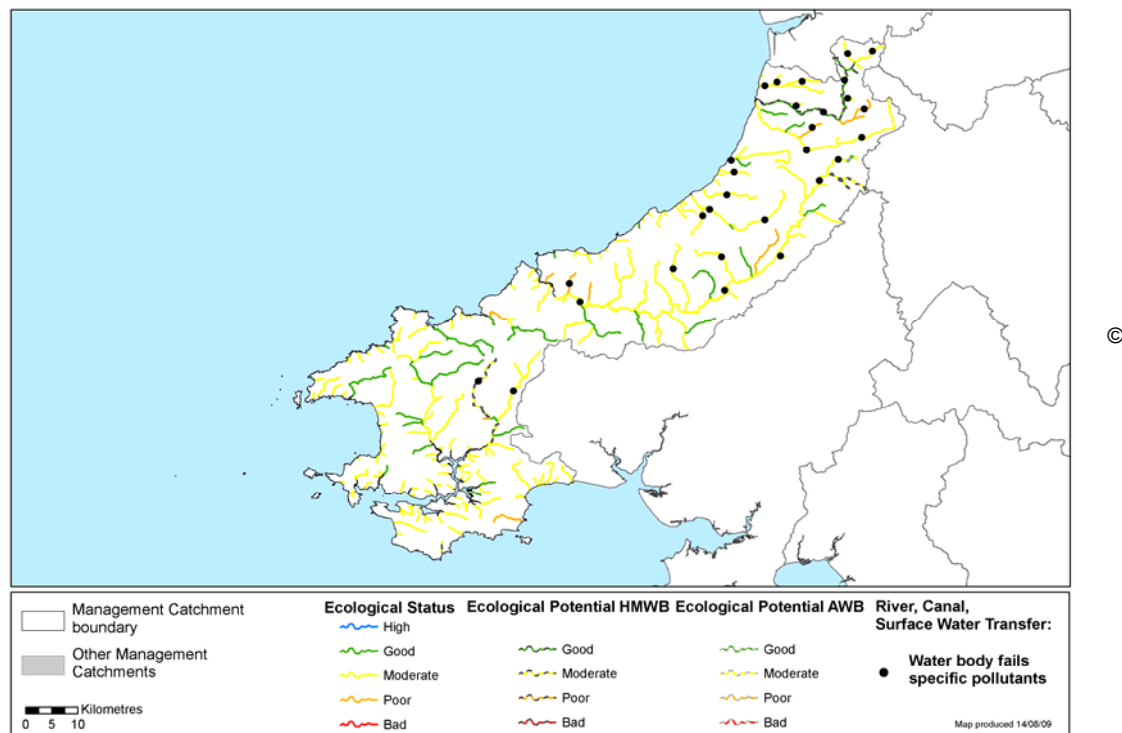 ©
Management Catchment
boundary
Other Management
Catchments
Kilometres
0 5 10
Ecological Status
High
Good
Moderate
Poor
Bad
Ecological Potential HMWB
Good
Moderate
Poor
Bad
Ecological Potential AWB
Good
Moderate
Poor
Bad
River, Canal,
Surface Water Transfer:
Water body fails
specific pollutants
Map produced 14/08/09